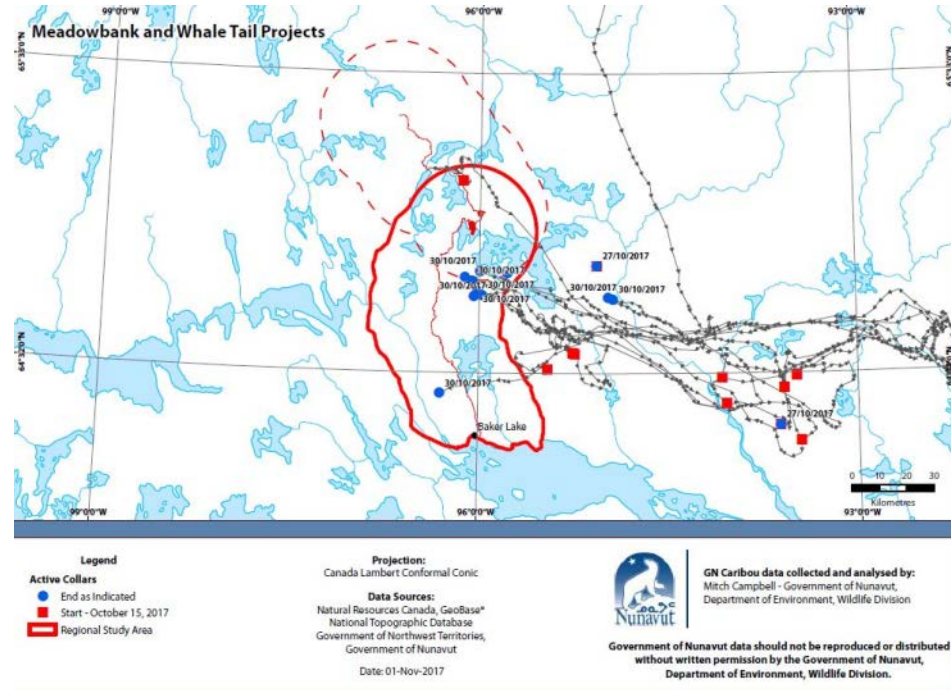 Meadowbank and Whale Tail Projects
99°0'0"W
96°0'0"W
93°0'0"W
65°33'0"N
27/10/2017
30/10/2017
30/10/2017
30/10/2017
30/10/2017
30/10/2017
30/10/2017
30/10/2017
64°32'0"N
30/10/2017
27/10/2017
Baker Lake
0 10 20 30
Kilometres
99°0'0"W
96°0'0"W
93°0'0"W
Legend
Active Collars
End as Indicated
Start - October 15, 2017
Regional Study Area
Projection:
Canada Lambert Conformal Conic
Data Sources:
Natural Resources Canada, GeoBase®
National Topographic Database
Government of Northwest Territories,
Government of Nunavut
Date: 01-Nov-2017
Nunavut
GN Caribou data collected and analysed by:
Mitch Campbell - Government of Nunavut,
Department of Environment, Wildlife Division
Government of Nunavut data should not be reproduced or distributed
without written permission by the Government of Nunavut,
Department of Environment, Wildlife Division.